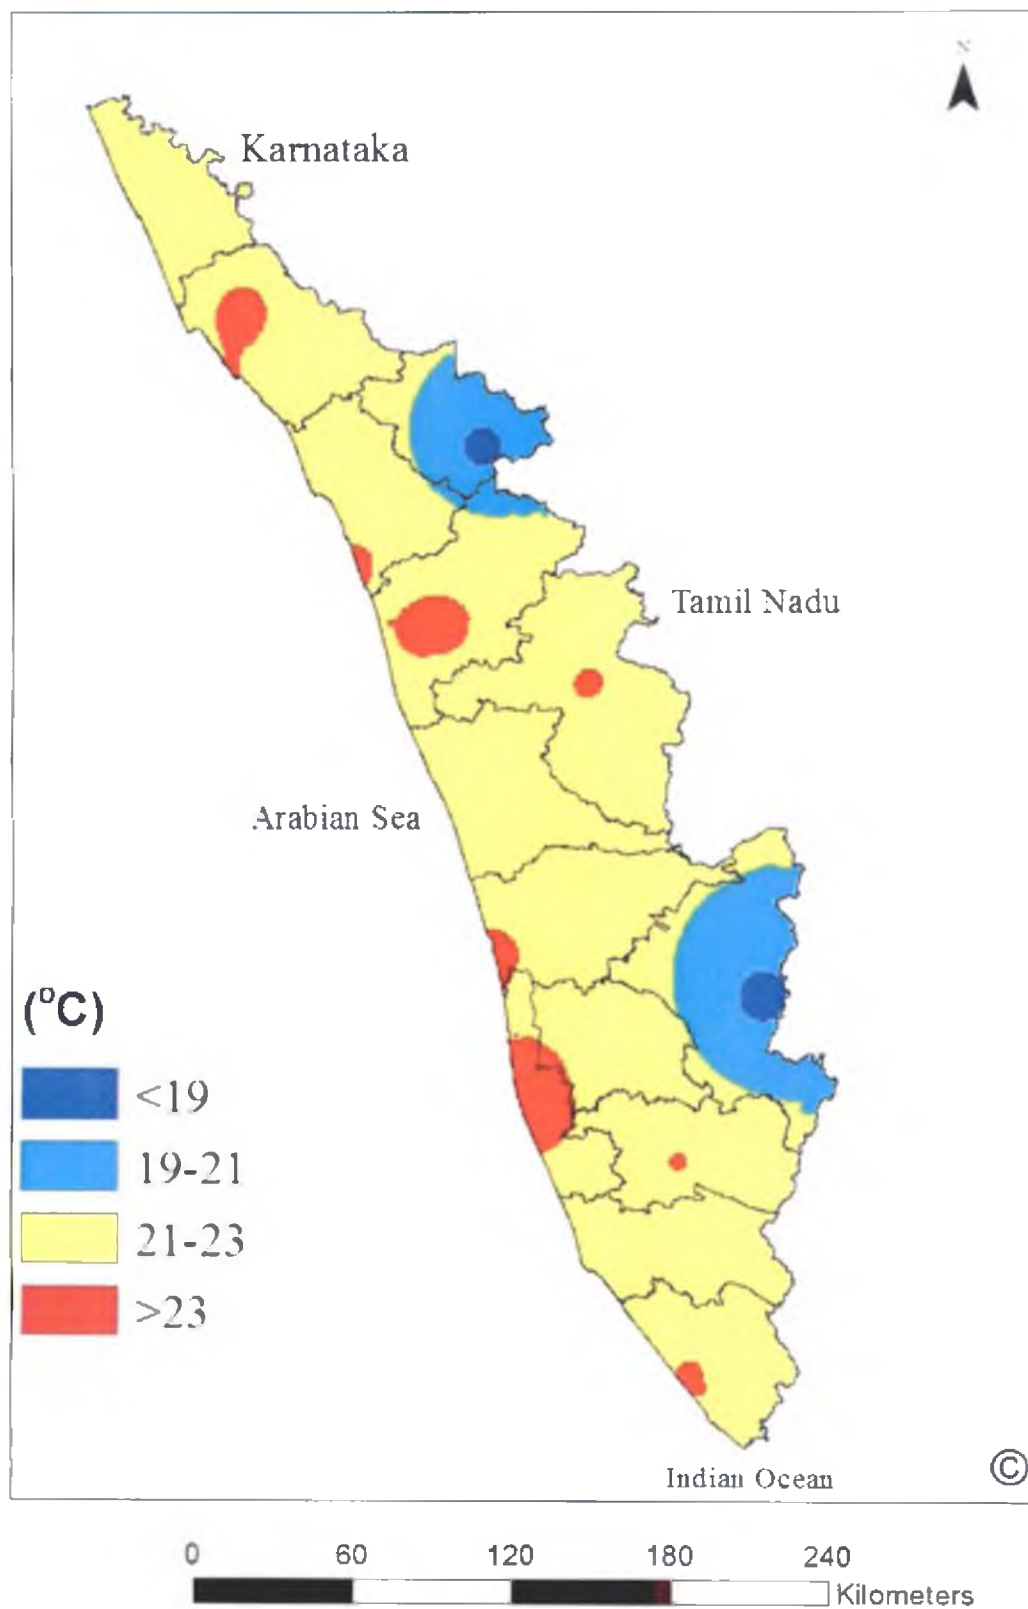 N
Karnataka
Tamil Nadu
Arabian Sea
(°C)
<19
19-21
21-23
>23
Indian Ocean
©
0 60 120 180 240
Kilometers